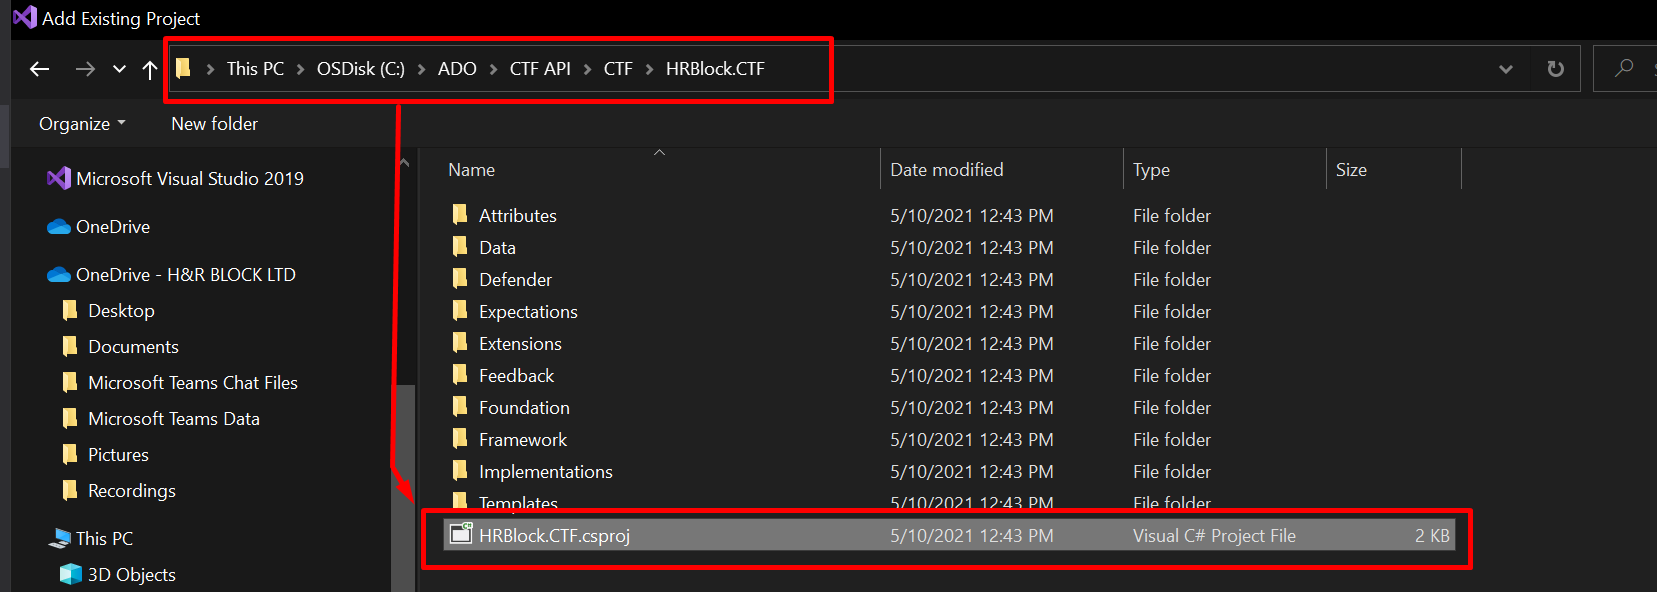 Add Existing Project
This PC > OSDisk (C:) > ADO > CTF API > CTF > HRBlock.CTF
Organize New folder
Microsoft Visual Studio 2019
OneDrive
OneDrive - H&R BLOCK LTD
Desktop
Documents
Microsoft Teams Chat Files
Microsoft Teams Data
Pictures
Recordings
This PC
3D Objects
Name Date modified Type Size
Attributes 5/10/2021 12:43 PM File folder
Data 5/10/2021 12:43 PM File folder
Defender 5/10/2021 12:43 PM File folder
Expectations 5/10/2021 12:43 PM File folder
Extensions 5/10/2021 12:43 PM File folder
Feedback 5/10/2021 12:43 PM File folder
Foundation 5/10/2021 12:43 PM File folder
Framework 5/10/2021 12:43 PM File folder
Implementations 5/10/2021 12:43 PM File folder
Templates 5/10/2021 12:43 PM File folder
HRBlock.CTF.csproj 5/10/2021 12:43 PM Visual C# Project File 2 KB